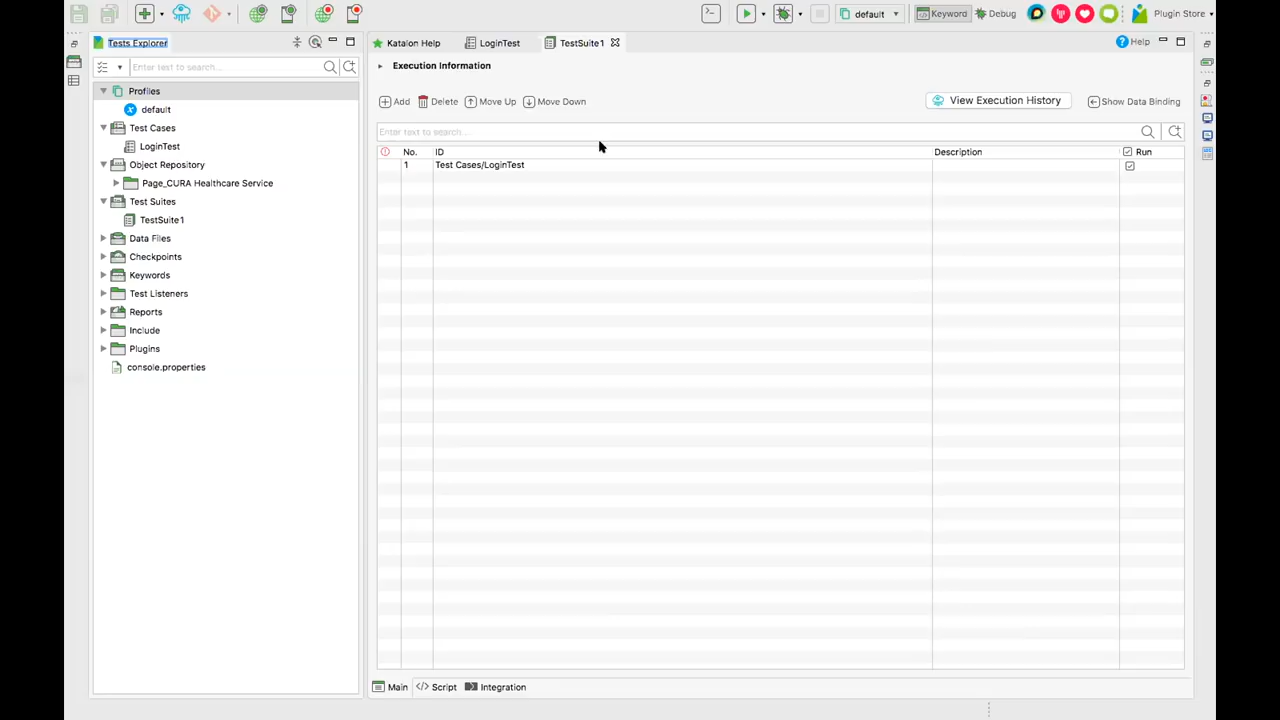 default
Keyword
Debug
Plugin Store
Tests Explorer
Katalon Help
LoginTest
TestSuite1
Help
Enter text to search...
Execution Information
Profiles
default
Test Cases
LoginTest
Object Repository
Page_CURA Healthcare Service
Test Suites
TestSuite1
Data Files
Checkpoints
Keywords
Test Listeners
Reports
Include
Plugins
console.properties
Add
Delete
Move Up
Move Down
View Execution History
Show Data Binding
Enter text to search...
No.
ID
Description
Run
1
Test Cases/LoginTest
Main
Script
Integration